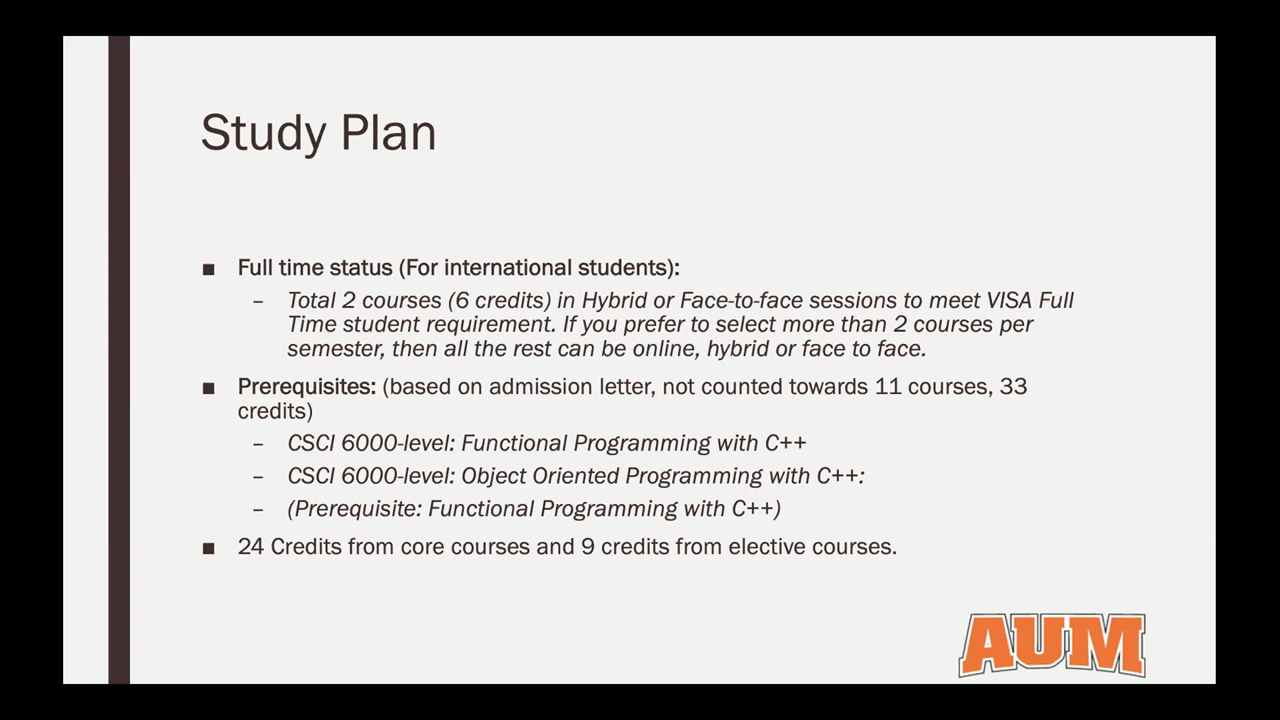 Study Plan
■ Full time status (For international students):
– Total 2 courses (6 credits) in Hybrid or Face-to-face sessions to meet VISA Full
Time student requirement. If you prefer to select more than 2 courses per
semester, then all the rest can be online, hybrid or face to face.
■ Prerequisites: (based on admission letter, not counted towards 11 courses, 33
credits)
– CSCI 6000-level: Functional Programming with C++
– CSCI 6000-level: Object Oriented Programming with C++:
– (Prerequisite: Functional Programming with C++)
■ 24 Credits from core courses and 9 credits from elective courses.
AUM